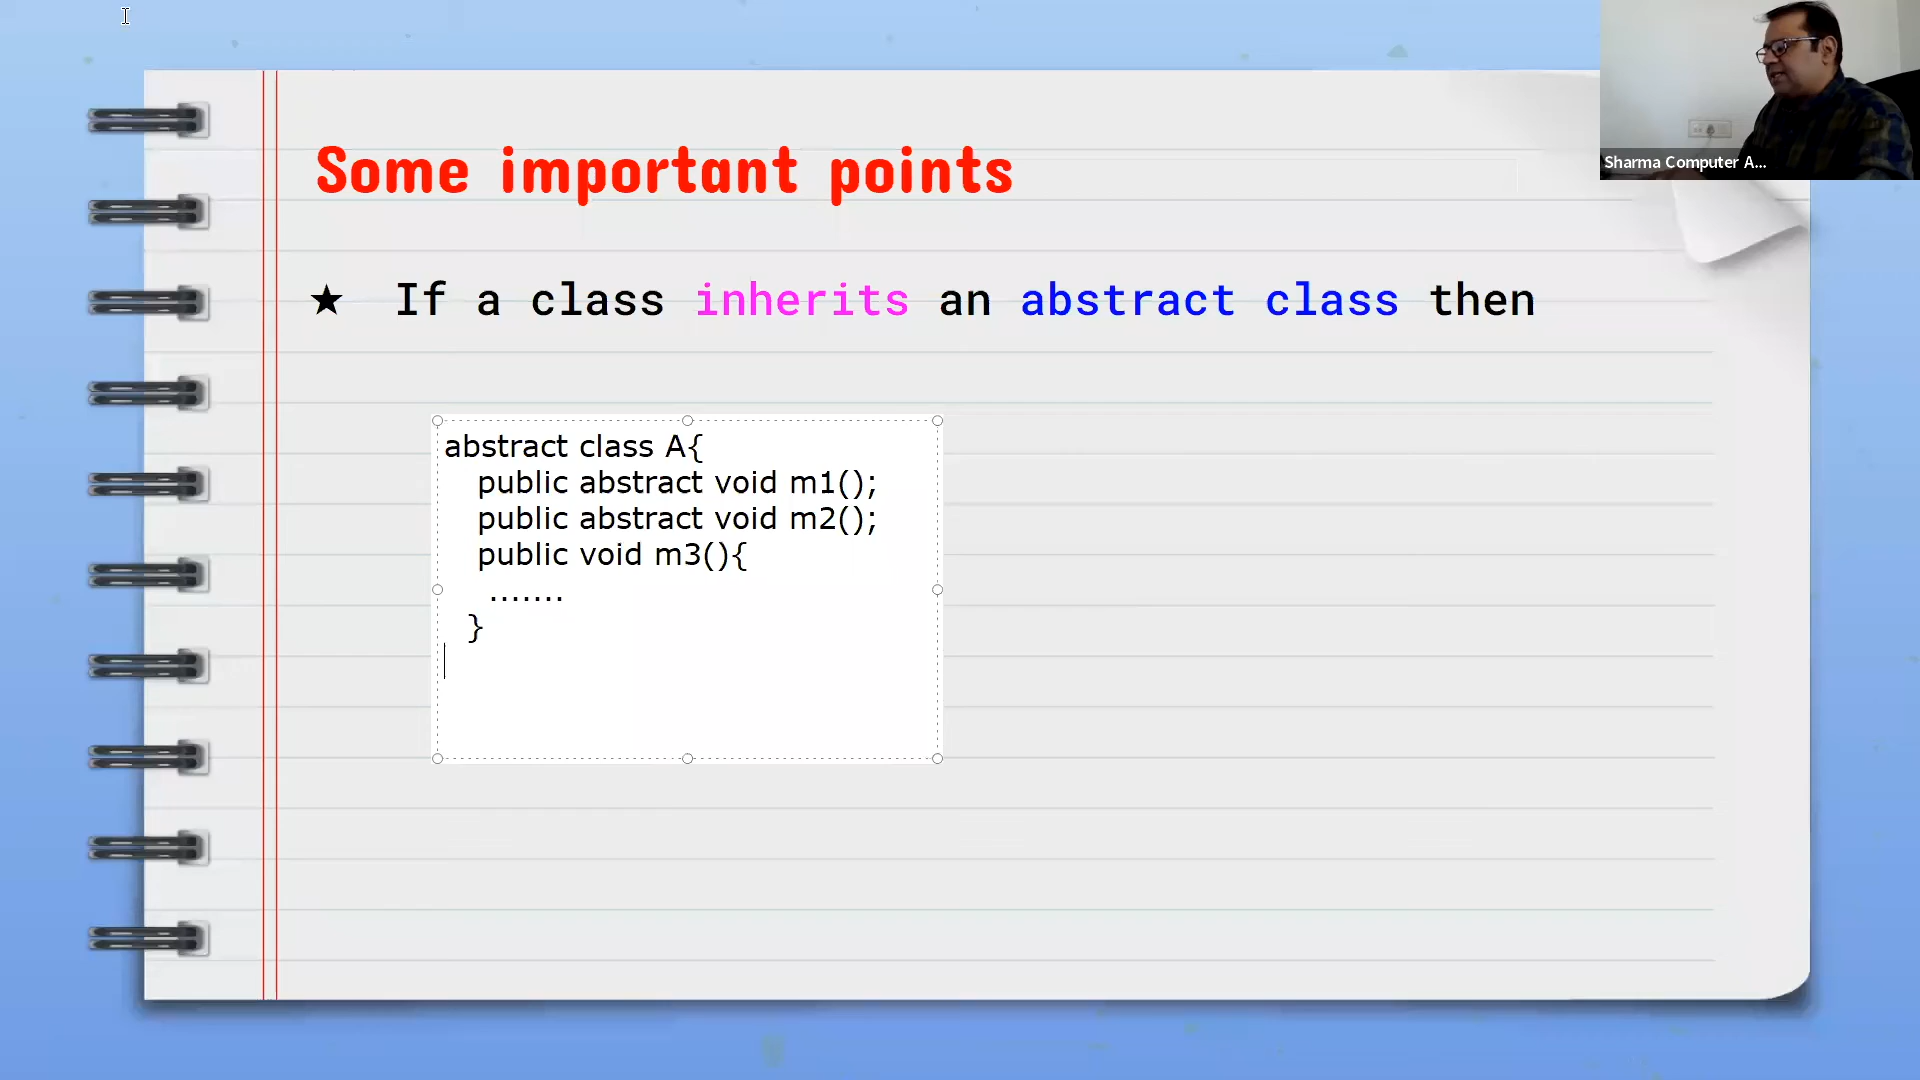 Sharma Computer A...
Some important points
★ If a class inherits an abstract class then
abstract class A{
public abstract void m1();
public abstract void m2();
public void m3(){
.......
}